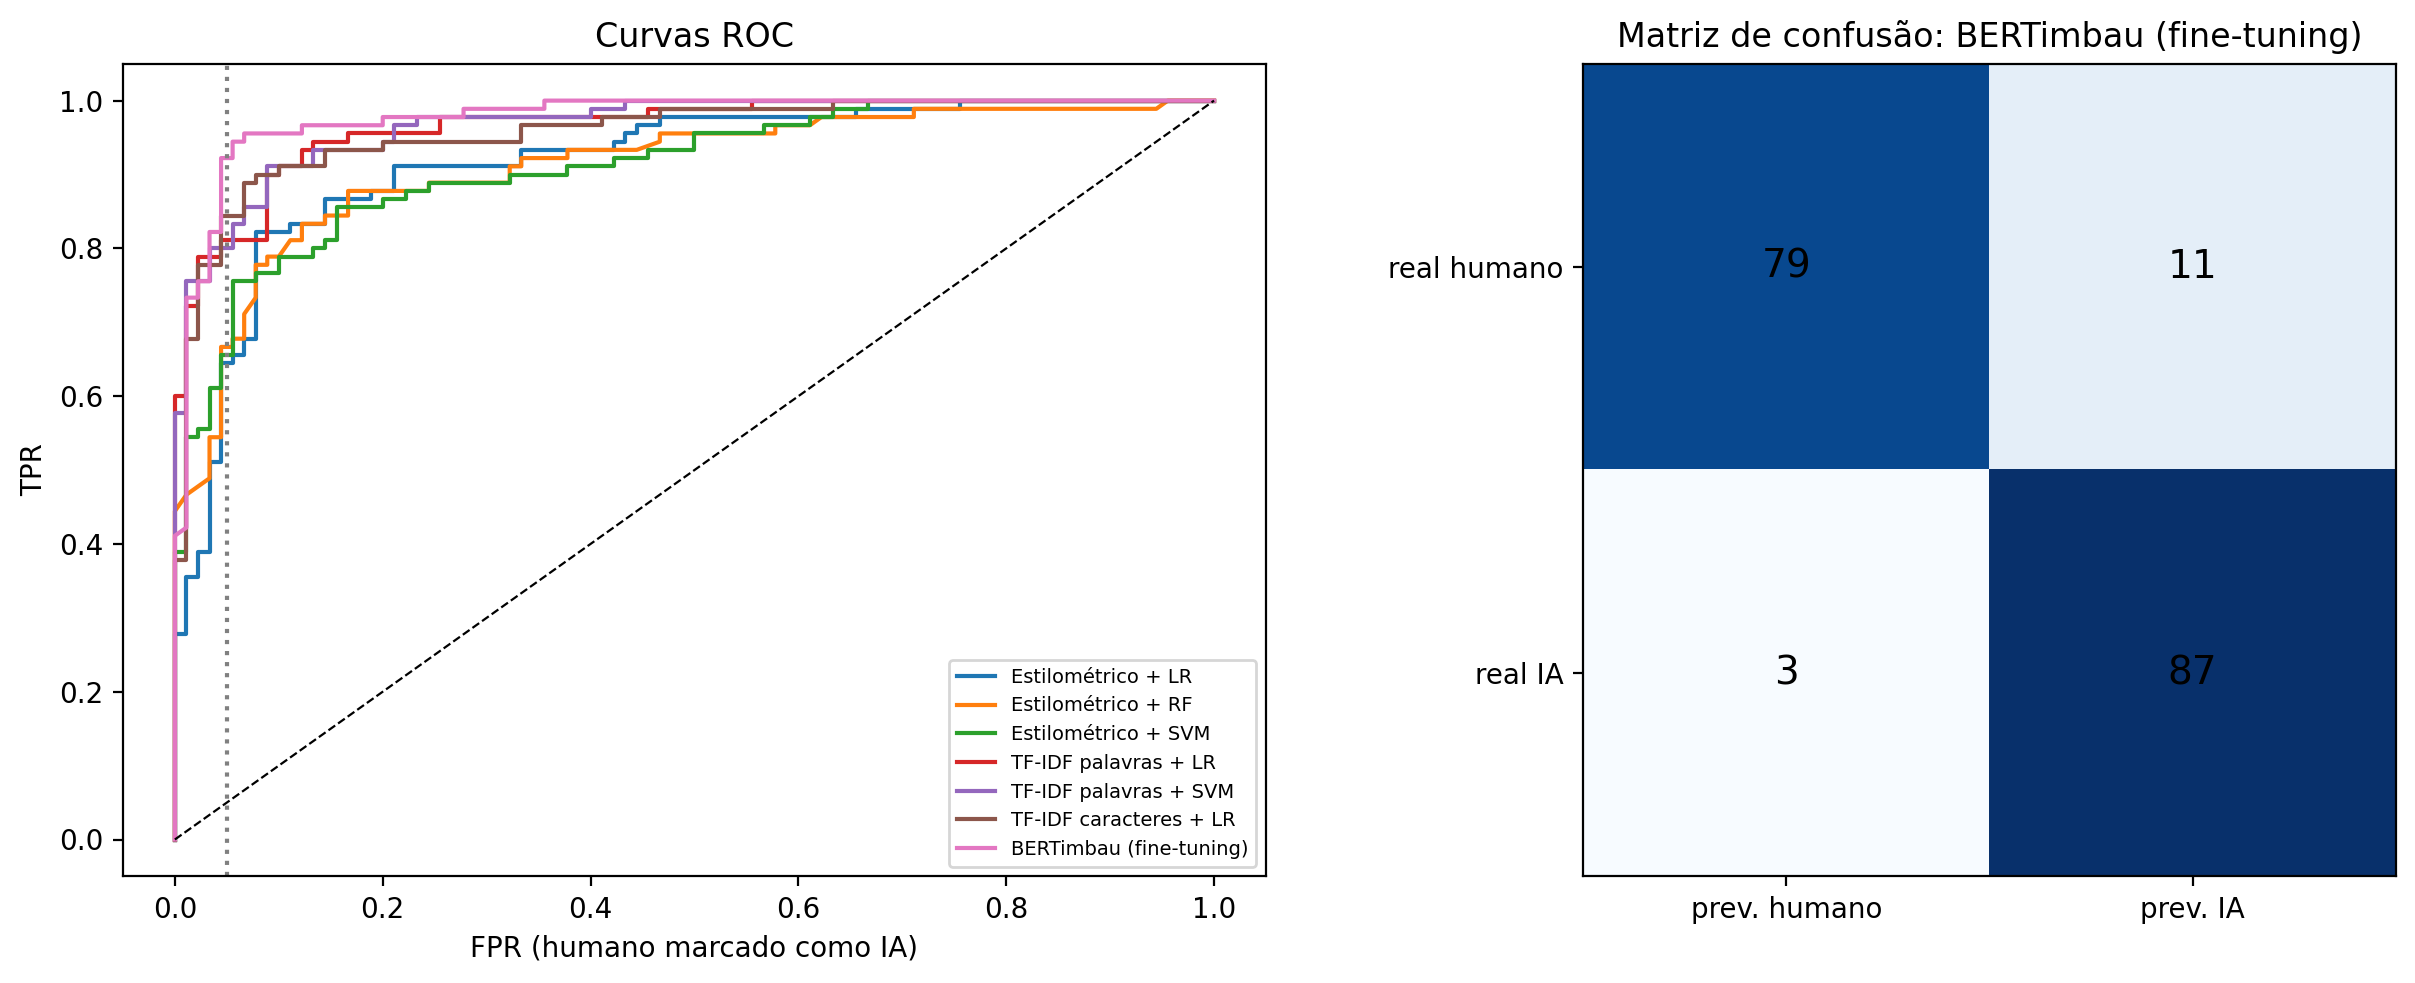 Curvas ROC
TPR
1.0
0.8
0.6
0.4
0.2
0.0
0.0 0.2 0.4 0.6 0.8 1.0
FPR (humano marcado como IA)
Estilométrico + LR
Estilométrico + RF
Estilométrico + SVM
TF-IDF palavras + LR
TF-IDF palavras + SVM
TF-IDF caracteres + LR
BERTimbau (fine-tuning)
Matriz de confusão: BERTimbau (fine-tuning)
real humano 79 11
real IA 3 87
prev. humano prev. IA